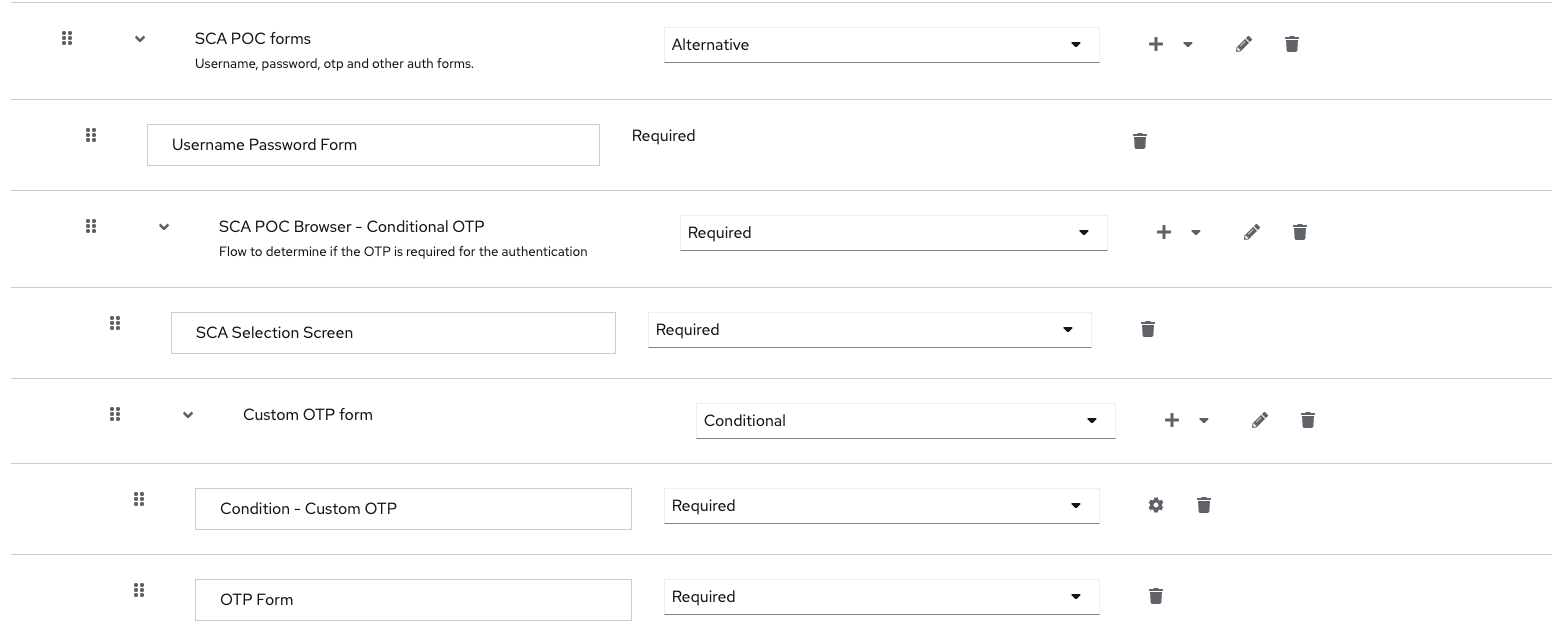 SCA POC forms
Alternative
Username, password, otp and other auth forms.
Username Password Form
Required
SCA POC Browser - Conditional OTP
Required
Flow to determine if the OTP is required for the authentication
SCA Selection Screen
Required
Custom OTP form
Conditional
Condition - Custom OTP
Required
OTP Form
Required